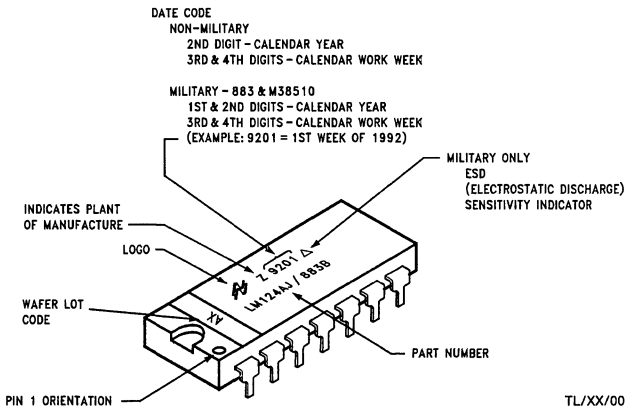 DATE CODE
NON-MILITARY
2ND DIGIT - CALENDAR YEAR
3RD & 4TH DIGITS - CALENDAR WORK WEEK
MILITARY - 883 & M38510
1ST & 2ND DIGITS - CALENDAR YEAR
3RD & 4TH DIGITS - CALENDAR WORK WEEK
(EXAMPLE: 9201 = 1ST WEEK OF 1992)
MILITARY ONLY
ESD
(ELECTROSTATIC DISCHARGE)
SENSITIVITY INDICATOR
INDICATES PLANT
OF MANUFACTURE
LOGO
Z 9201 △
LM124AJ/883B
WAFER LOT
CODE
AX
PART NUMBER
PIN 1 ORIENTATION
TL/XX/00